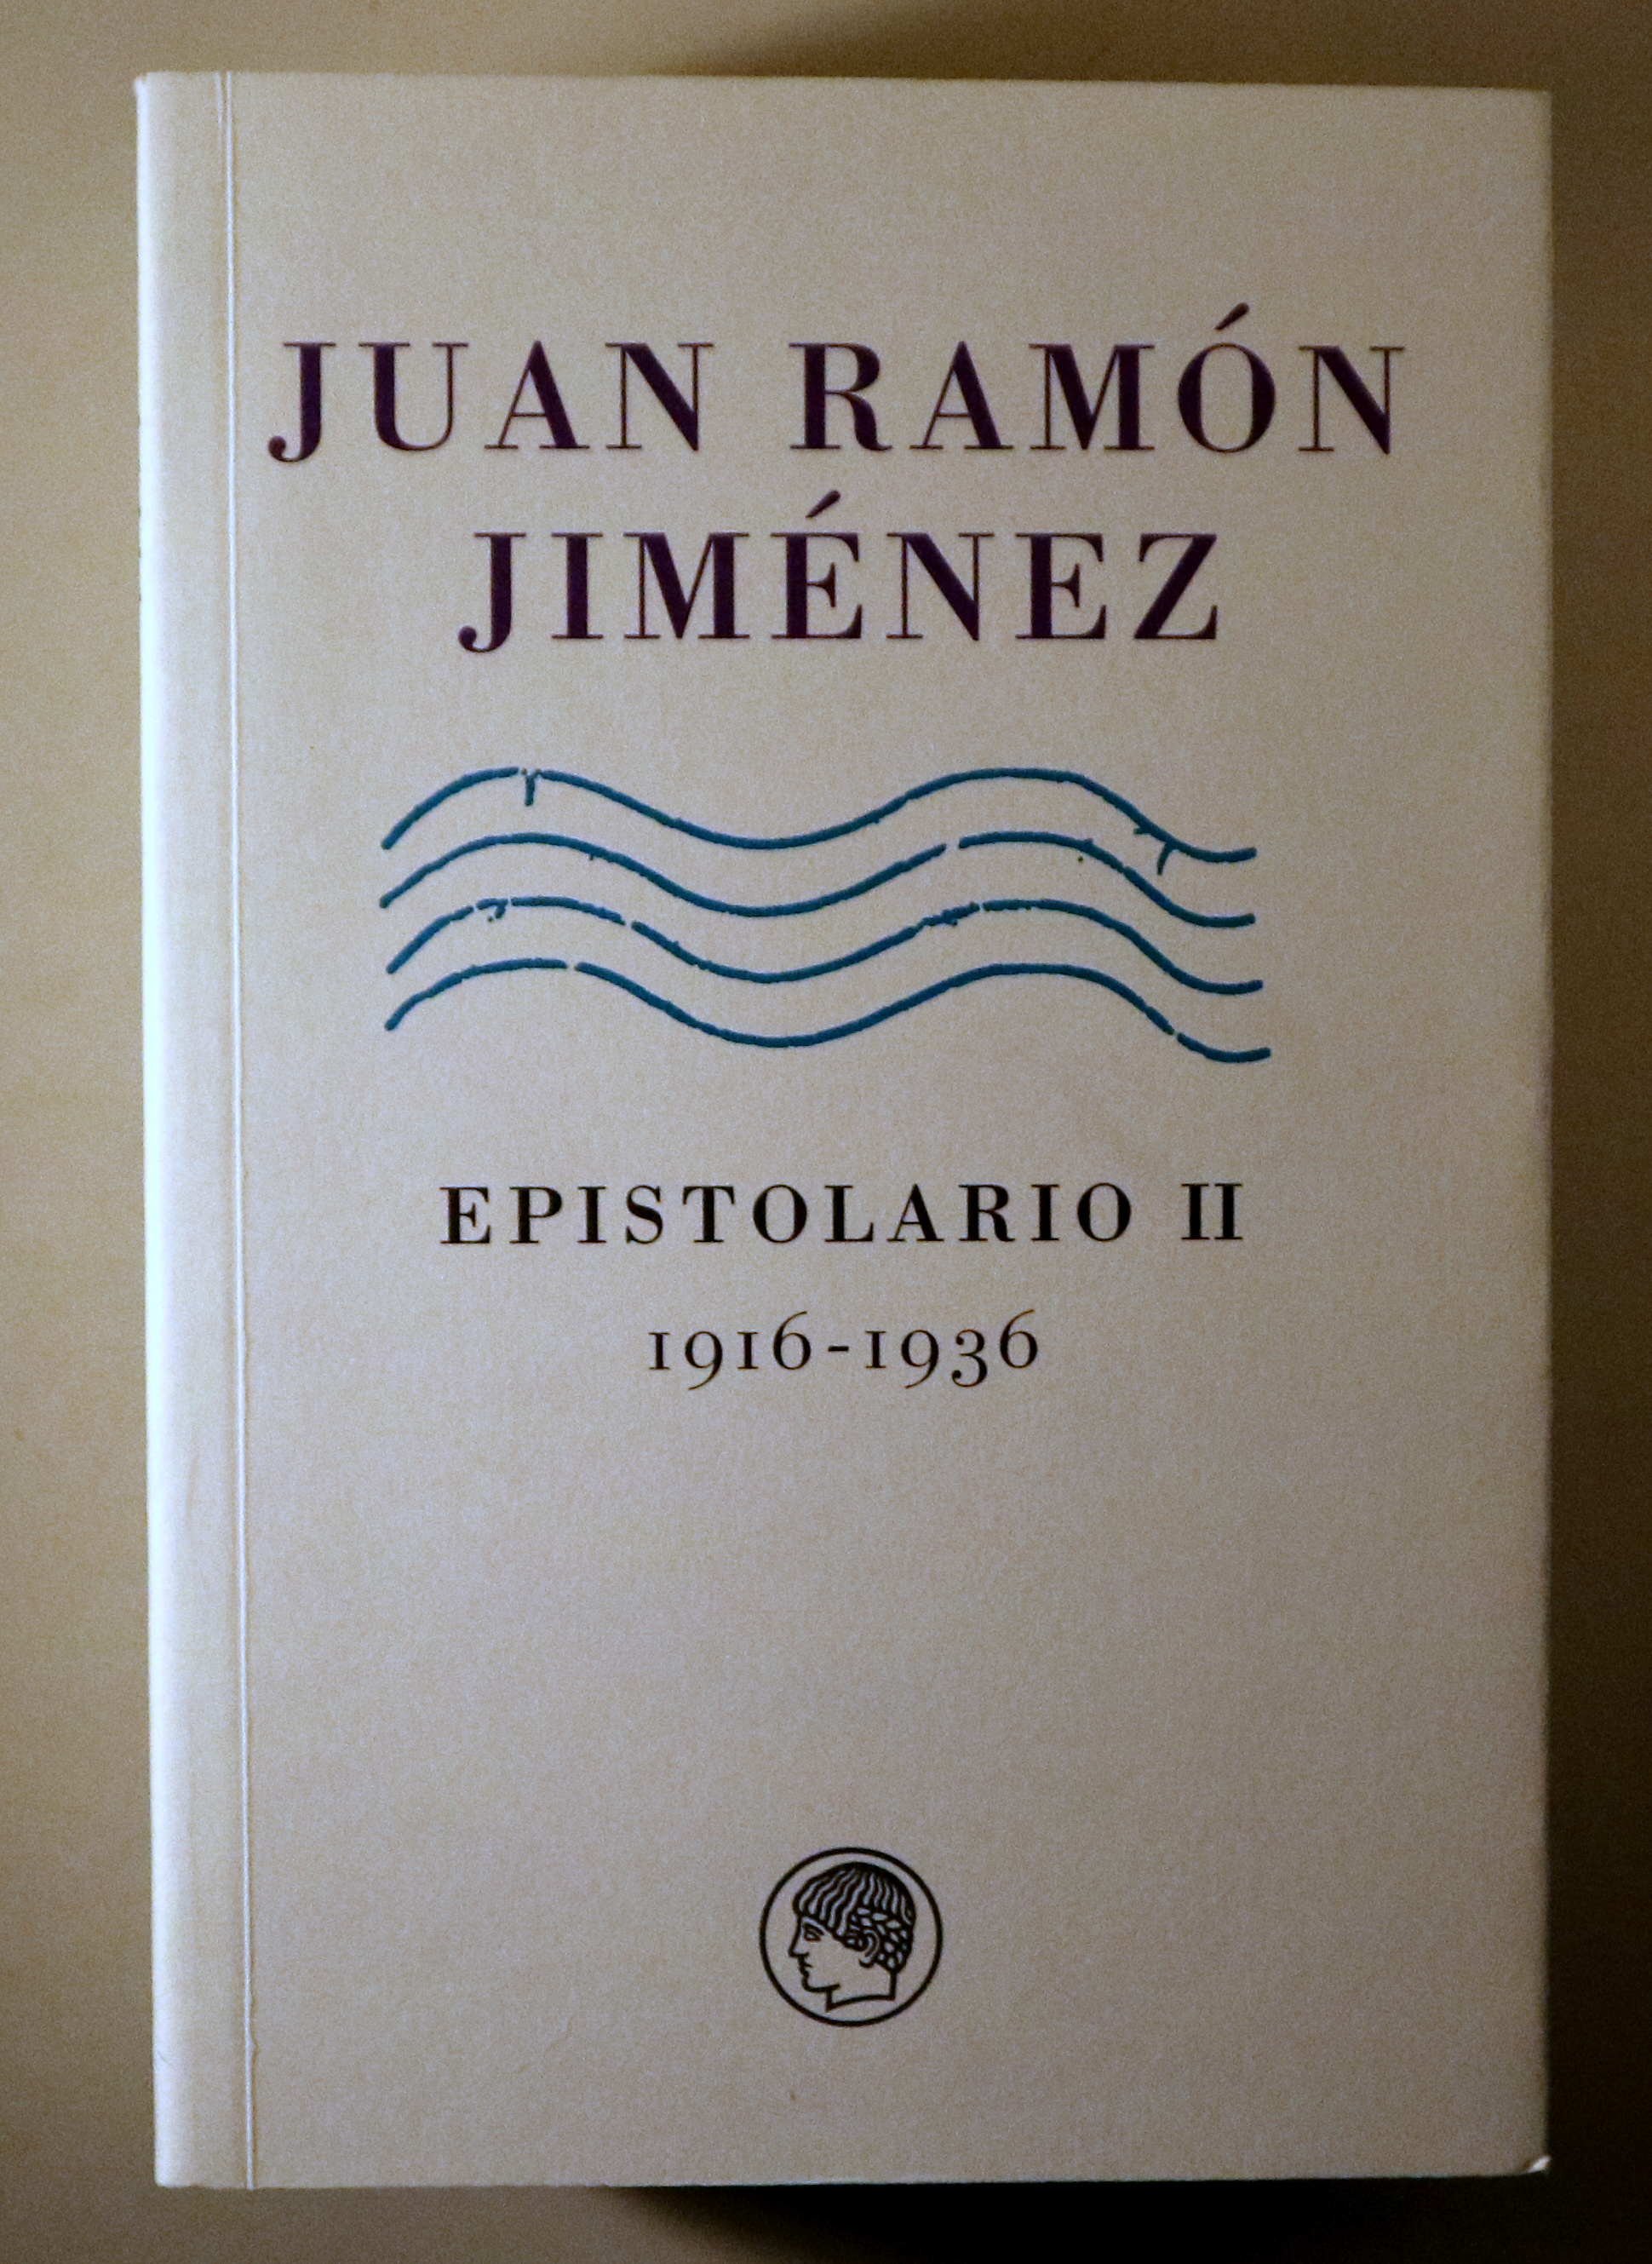 JUAN RAMÓN
JIMÉNEZ
EPISTOLARIO II
1916-1936